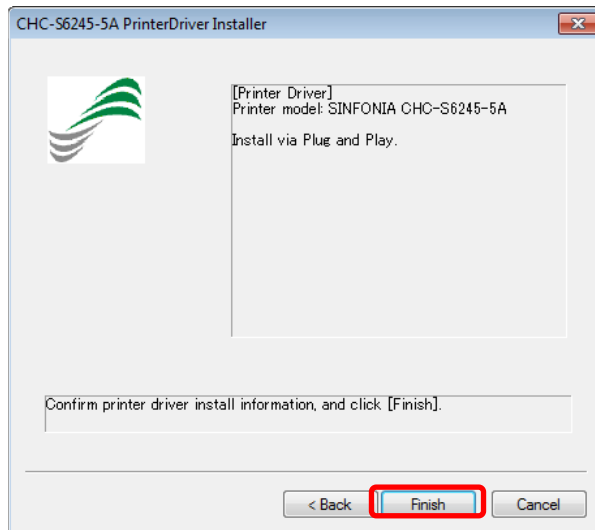 CHC-S6245-5A PrinterDriver Installer
[Printer Driver]
Printer model: SINFONIA CHC-S6245-5A
Install via Plug and Play.
Confirm printer driver install information, and click [Finish].
< Back
Finish
Cancel